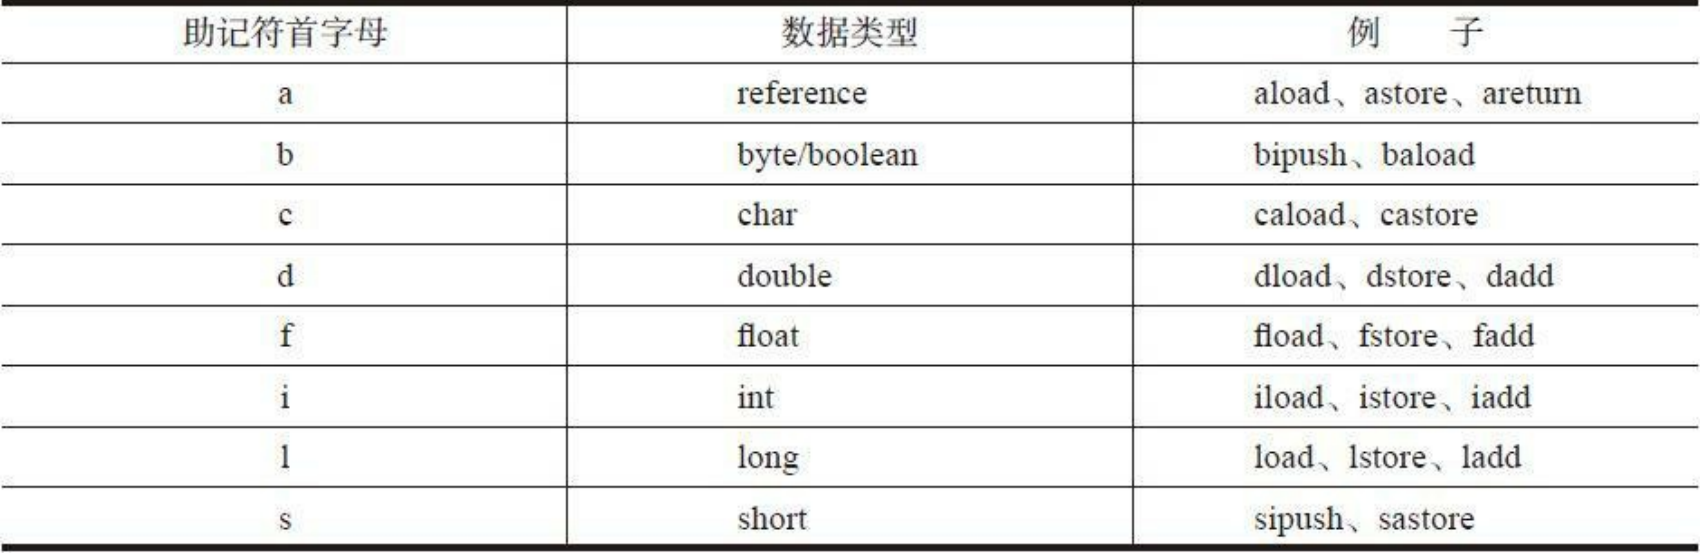 助记符首字母 数据类型 例 子
a reference aload、astore、areturn
b byte/boolean bipush、baload
c char caload、castore
d double dload、dstore、dadd
f float fload、fstore、fadd
i int iload、istore、iadd
l long load、lstore、ladd
s short sipush、sastore